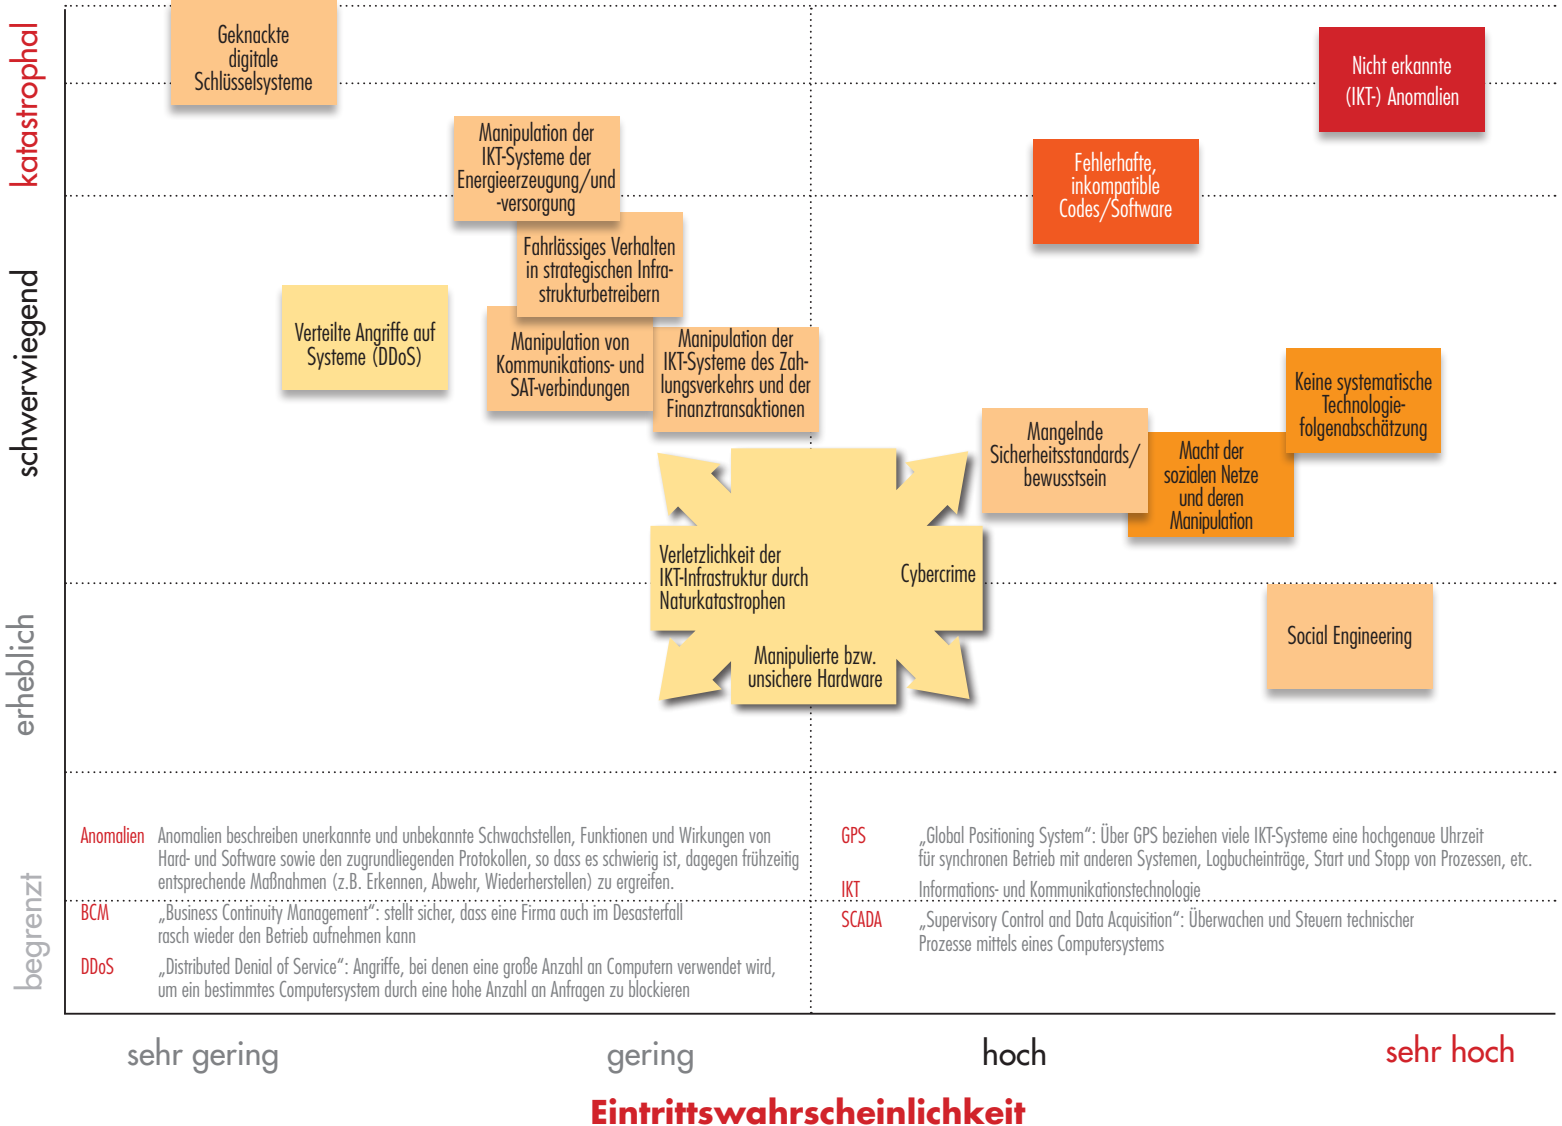 katastrophal
schwerwiegend
erheblich
begrenzt
Geknackte
digitale
Schlüsselsysteme
Nicht erkannte
(IKT-) Anomalien
Manipulation der
IKT-Systeme der
Energieerzeugung/und
-versorgung
Fehlerhafte,
inkompatible
Codes/Software
Fahrlässiges Verhalten
in strategischen Infra-
strukturbetreibern
Verteilte Angriffe auf
Systeme (DDoS)
Manipulation von
Kommunikations- und
SAT-verbindungen
Manipulation der
IKT-Systeme des Zah-
lungsverkehrs und der
Finanztransaktionen
Keine systematische
Technologie-
folgenabschätzung
Mangelnde
Sicherheitsstandards/
bewusstsein
Macht der
sozialen Netze
und deren
Manipulation
Verletzlichkeit der
IKT-Infrastruktur durch
Naturkatastrophen
Cybercrime
Manipulierte bzw.
unsichere Hardware
Social Engineering
Anomalien Anomalien beschreiben unerkannte und unbekannte Schwachstellen, Funktionen und Wirkungen von
Hard- und Software sowie den zugrundliegenden Protokollen, so dass es schwierig ist, dagegen frühzeitig
entsprechende Maßnahmen (z.B. Erkennen, Abwehr, Wiederherstellen) zu ergreifen.
BCM „Business Continuity Management“: stellt sicher, dass eine Firma auch im Desasterfall
rasch wieder den Betrieb aufnehmen kann
DDoS „Distributed Denial of Service“: Angriffe, bei denen eine große Anzahl an Computern verwendet wird,
um ein bestimmtes Computersystem durch eine hohe Anzahl an Anfragen zu blockieren
GPS „Global Positioning System“: Über GPS beziehen viele IKT-Systeme eine hochgenaue Uhrzeit
für synchronen Betrieb mit anderen Systemen, Logbucheinträge, Start und Stopp von Prozessen, etc.
IKT Informations- und Kommunikationstechnologie
SCADA „Supervisory Control and Data Acquisition“: Überwachen und Steuern technischer
Prozesse mittels eines Computersystems
sehr gering
gering
hoch
sehr hoch
Eintrittswahrscheinlichkeit